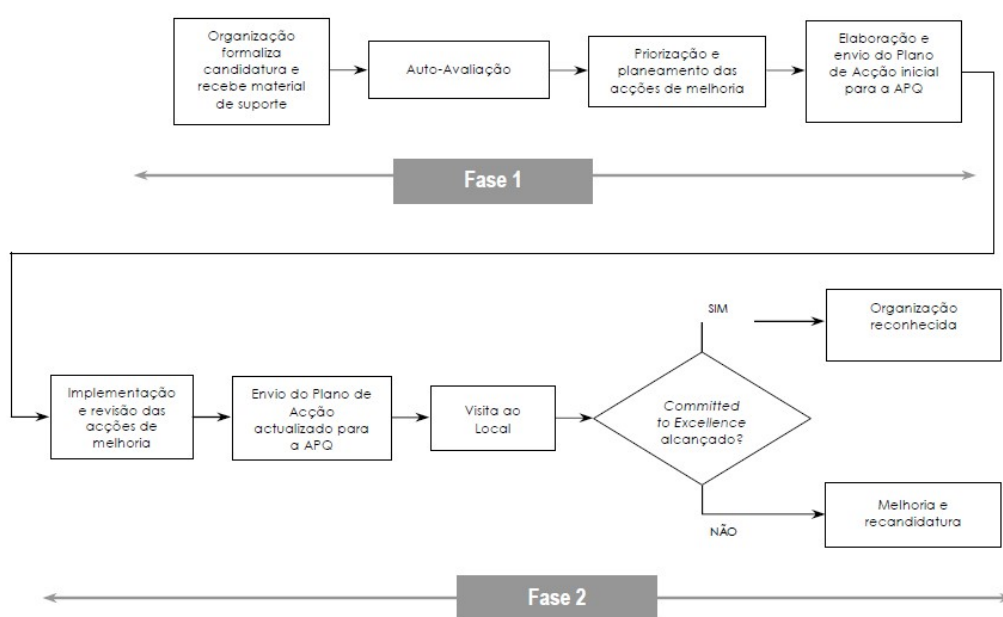 Organização
formaliza
candidatura e
recebe material
de suporte
Auto-Avaliação
Priorização e
planeamento das
acções de melhoria
Elaboração e
envio do Plano
de Acção inicial
para a APQ
Fase 1
Implementação
e revisão das
acções de
melhoria
Envio do Plano de
Acção
actualizado para
a APQ
Visita ao
Local
Committed
to Excellence
alcançado?
SIM
Organização
reconhecida
NÃO
Melhoria e
recandidatura
Fase 2